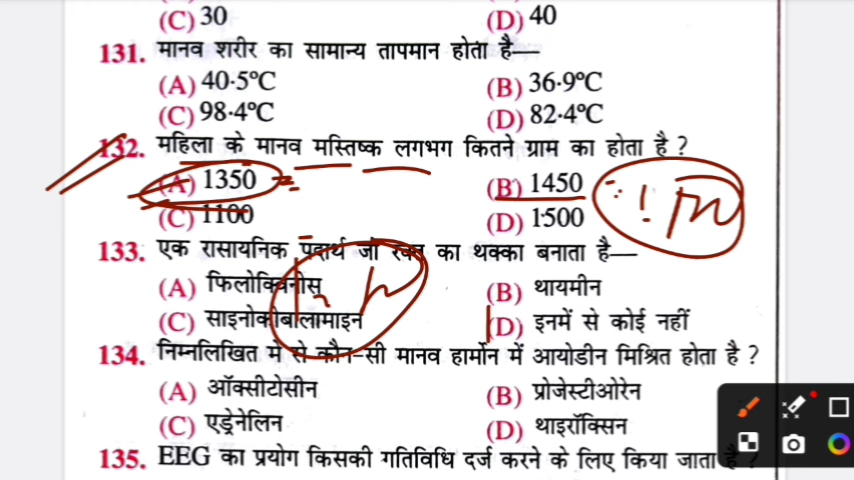 (C) 30 (D) 40
131. मानव शरीर का सामान्य तापमान होता है—
(A) 40·5°C (B) 36·9°C
(C) 98·4°C (D) 82·4°C
132. महिला के मानव मस्तिष्क लगभग कितने ग्राम का होता है ?
(A) 1350 (B) 1450
(C) 1100 (D) 1500
133. एक रासायनिक पदार्थ जो रक्त का थक्का बनाता है—
(A) फिलोक्विनीस (B) थायमीन
(C) साइनोकोबालामाइन (D) इनमें से कोई नहीं
134. निम्नलिखित में से कौन-सी मानव हार्मोन में आयोडीन मिश्रित होता है ?
(A) ऑक्सीटोसीन (B) प्रोजेस्टीओरेन
(C) एड्रेनेलिन (D) थाइरॉक्सिन
135. EEG का प्रयोग किसकी गतिविधि दर्ज करने के लिए किया जाता है ?